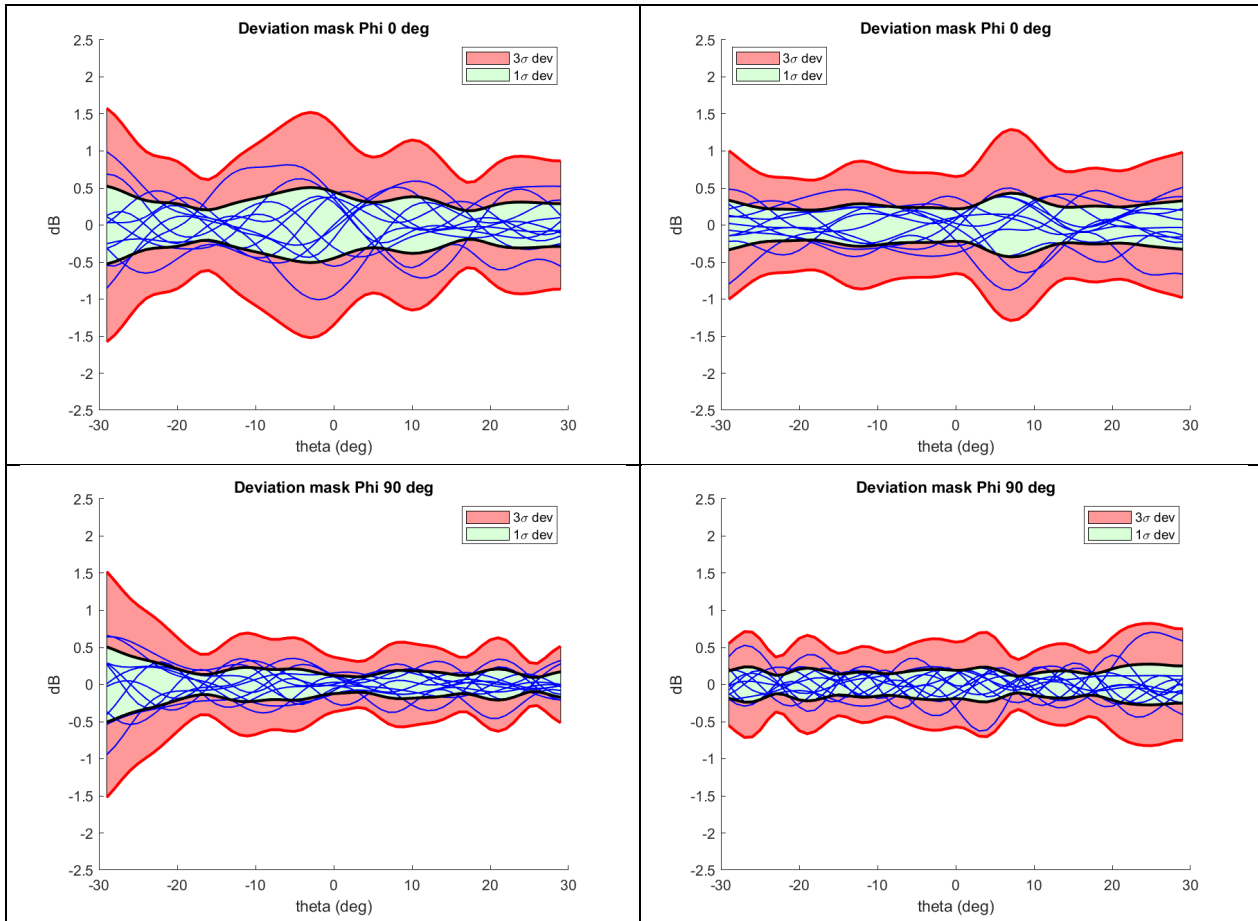 Deviation mask Phi 0 deg
3σ dev
1σ dev
2.5
2
1.5
1
0.5
0
-0.5
-1
-1.5
-2
-2.5
dB
-30 -20 -10 0 10 20 30
theta (deg)
Deviation mask Phi 0 deg
3σ dev
1σ dev
2.5
2
1.5
1
0.5
0
-0.5
-1
-1.5
-2
-2.5
dB
-30 -20 -10 0 10 20 30
theta (deg)
Deviation mask Phi 90 deg
3σ dev
1σ dev
2.5
2
1.5
1
0.5
0
-0.5
-1
-1.5
-2
-2.5
dB
-30 -20 -10 0 10 20 30
theta (deg)
Deviation mask Phi 90 deg
3σ dev
1σ dev
2.5
2
1.5
1
0.5
0
-0.5
-1
-1.5
-2
-2.5
dB
-30 -20 -10 0 10 20 30
theta (deg)